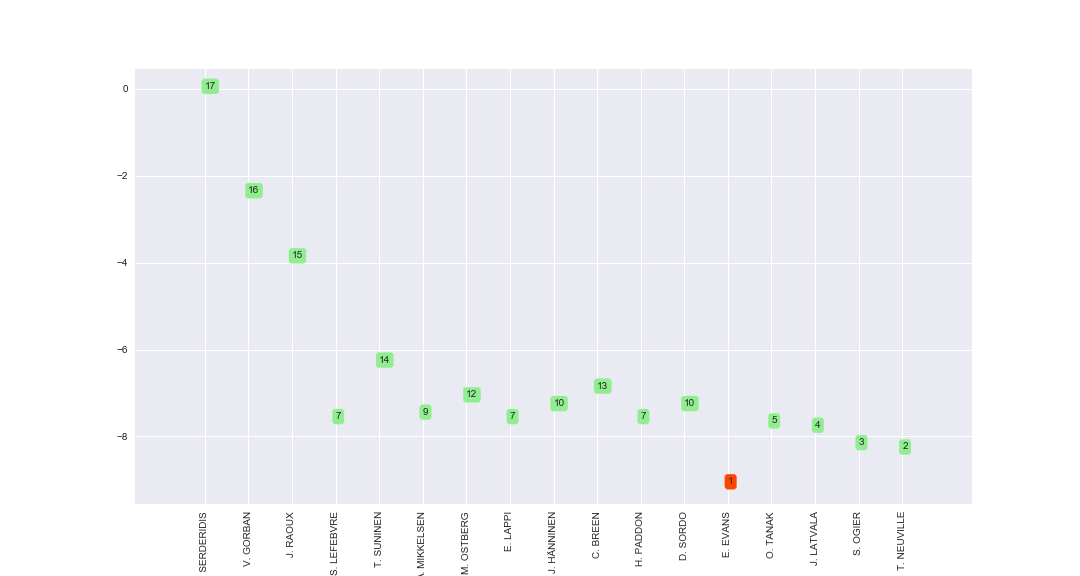 0
−2
−4
−6
−8
17
16
15
7
14
9
12
7
10
13
7
10
1
5
4
3
2
SERDERIDIS
V. GORBAN
J. RAOUX
S. LEFEBVRE
T. SUNINEN
MIKKELSEN
M. OSTBERG
E. LAPPI
J. HANNINEN
C. BREEN
H. PADDON
D. SORDO
E. EVANS
O. TANAK
J. LATVALA
S. OGIER
T. NEUVILLE